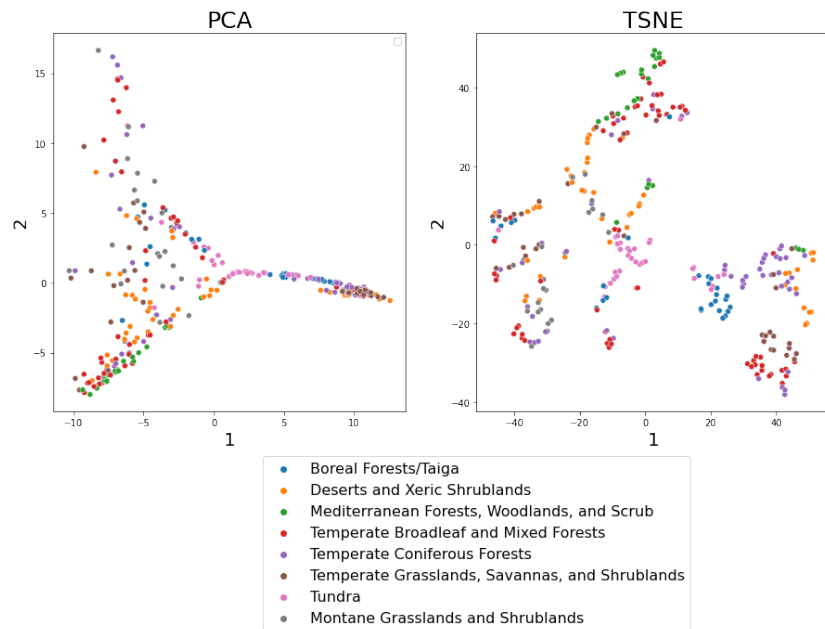 PCA
TSNE
15
10
5
0
−5
−10
−5
0
5
10
1
2
40
20
0
−20
−40
−40
−20
0
20
40
1
2
Boreal Forests/Taiga
Deserts and Xeric Shrublands
Mediterranean Forests, Woodlands, and Scrub
Temperate Broadleaf and Mixed Forests
Temperate Coniferous Forests
Temperate Grasslands, Savannas, and Shrublands
Tundra
Montane Grasslands and Shrublands